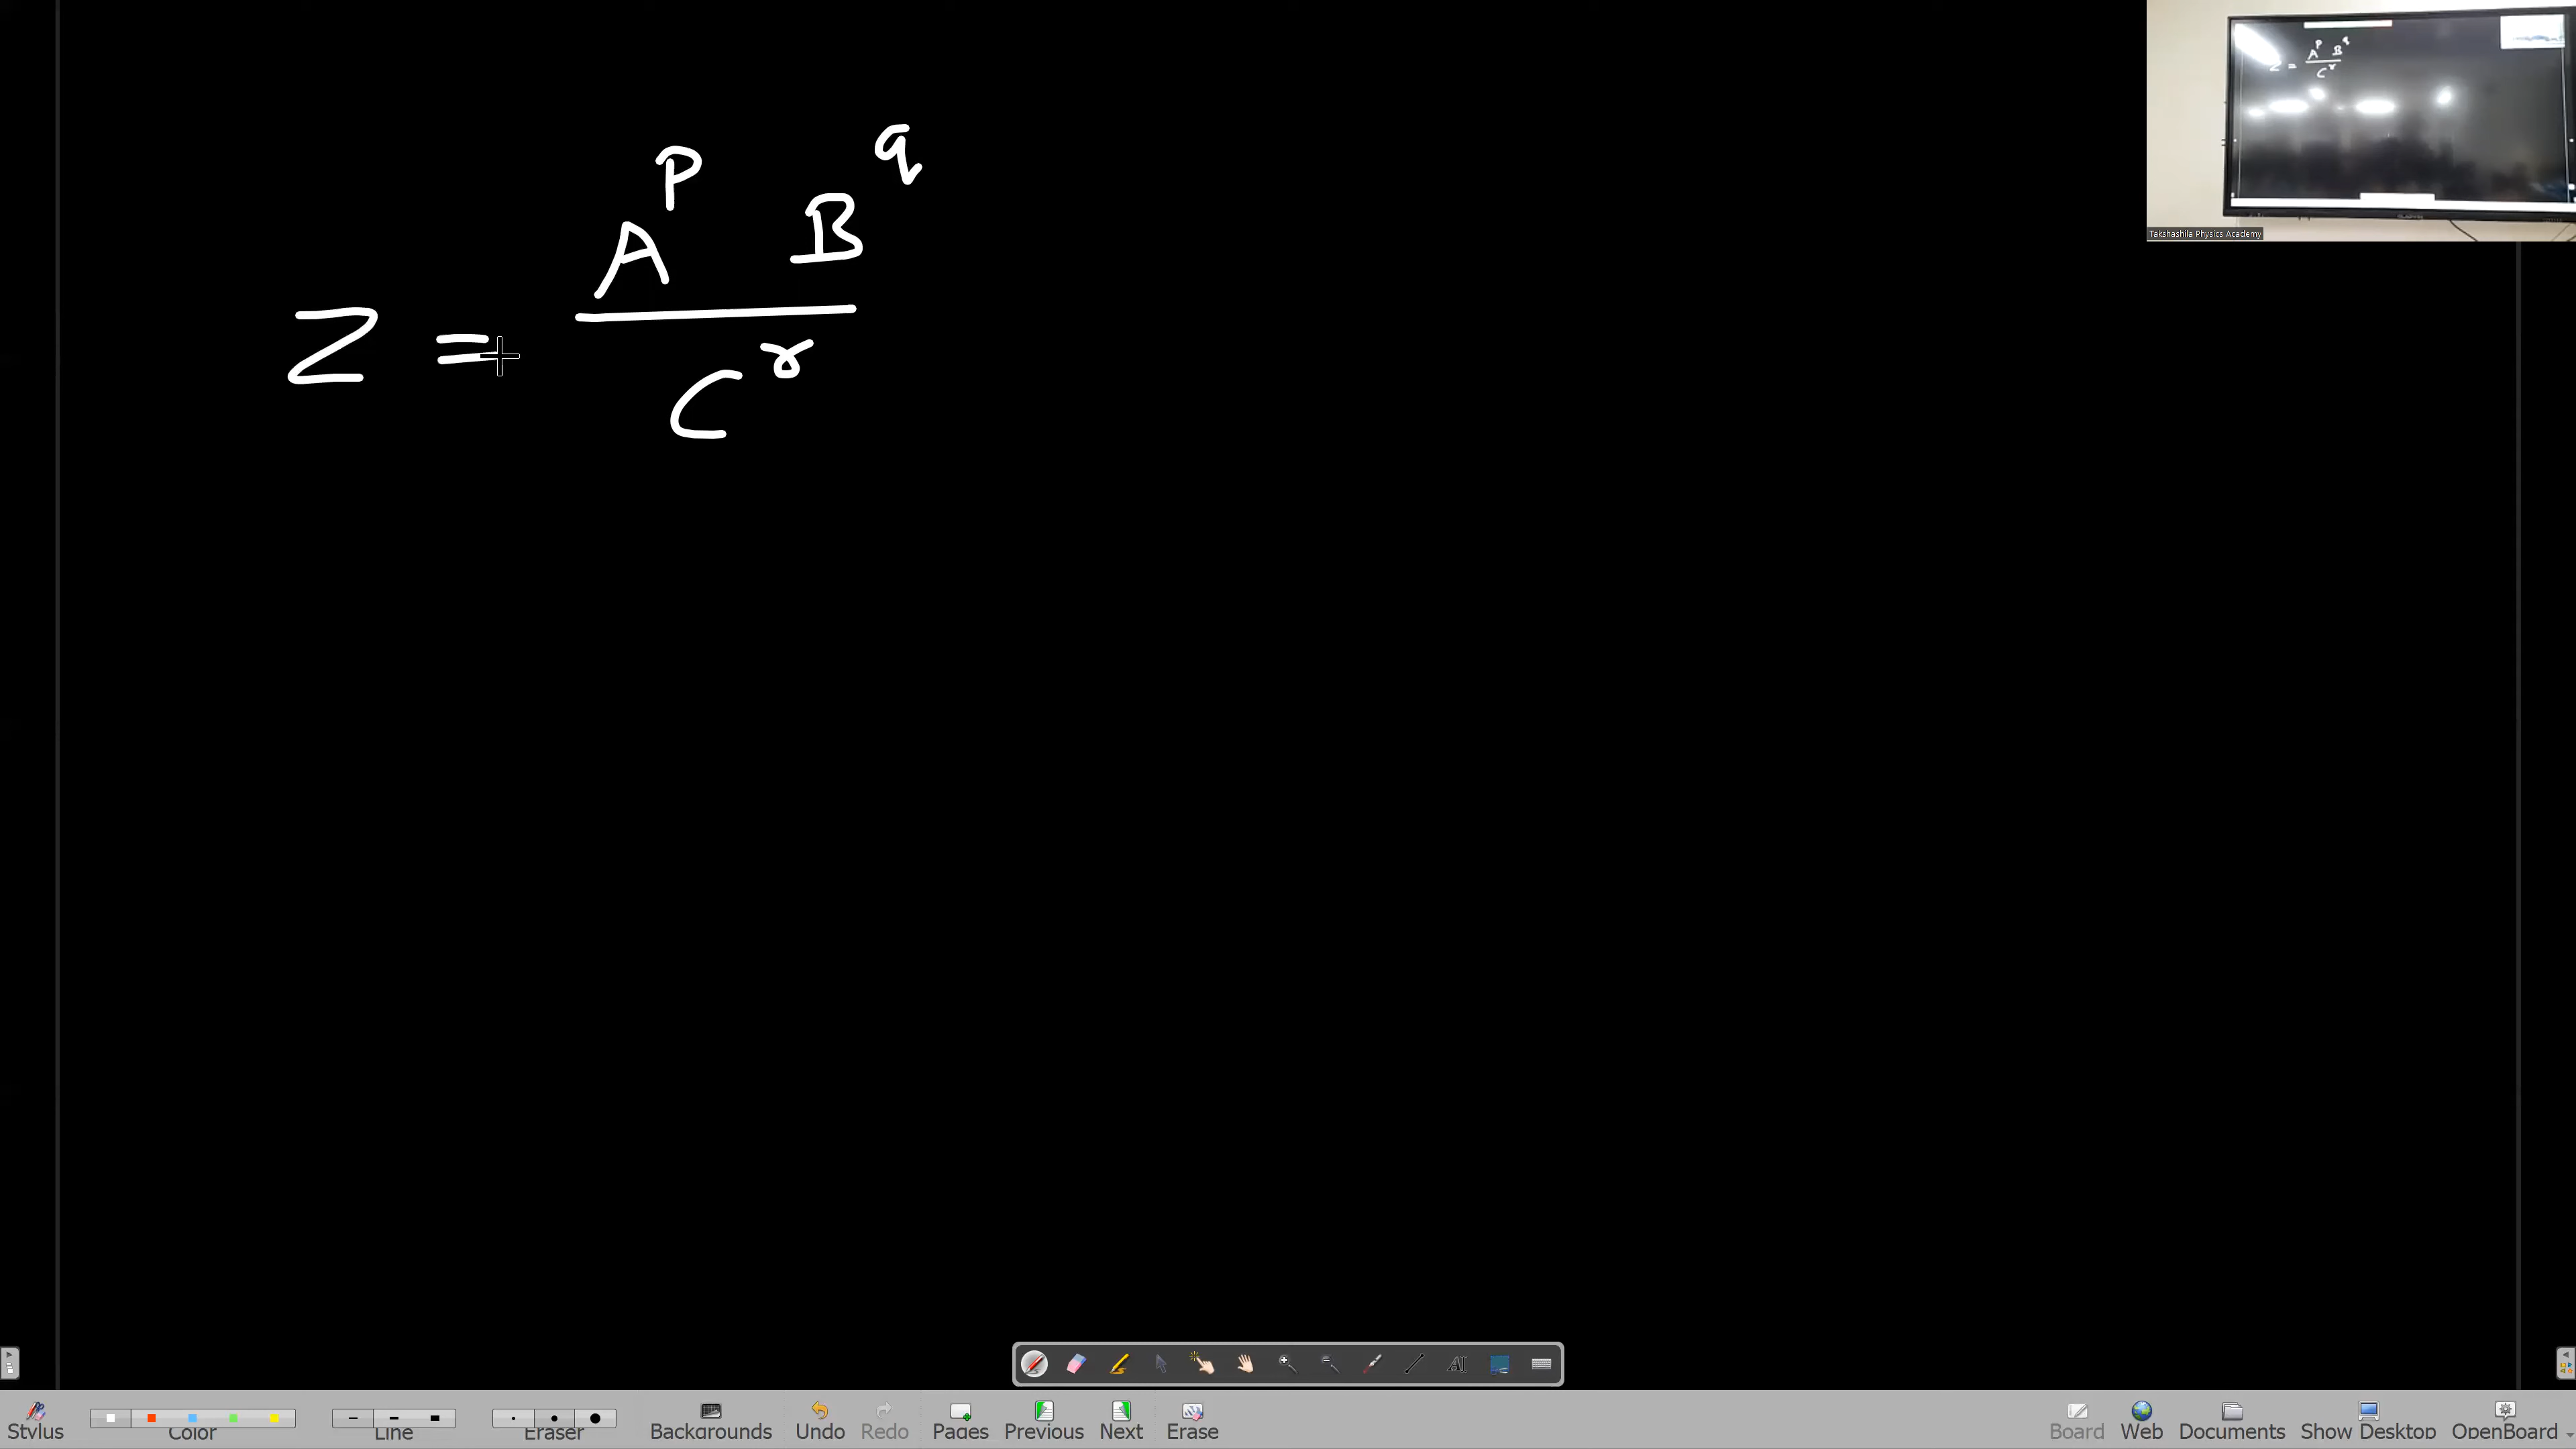 Z = A^p B^q / C^r
Takshashila Physics Academy
Stylus Color Line Eraser Backgrounds Undo Redo Pages Previous Next Erase Board Web Documents Show Desktop OpenBoard